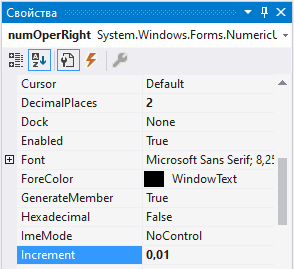 Свойства
numOperRight System.Windows.Forms.NumericU
Cursor Default
DecimalPlaces 2
Dock None
Enabled True
Font Microsoft Sans Serif; 8,25
ForeColor WindowText
GenerateMember True
Hexadecimal False
ImeMode NoControl
Increment 0,01